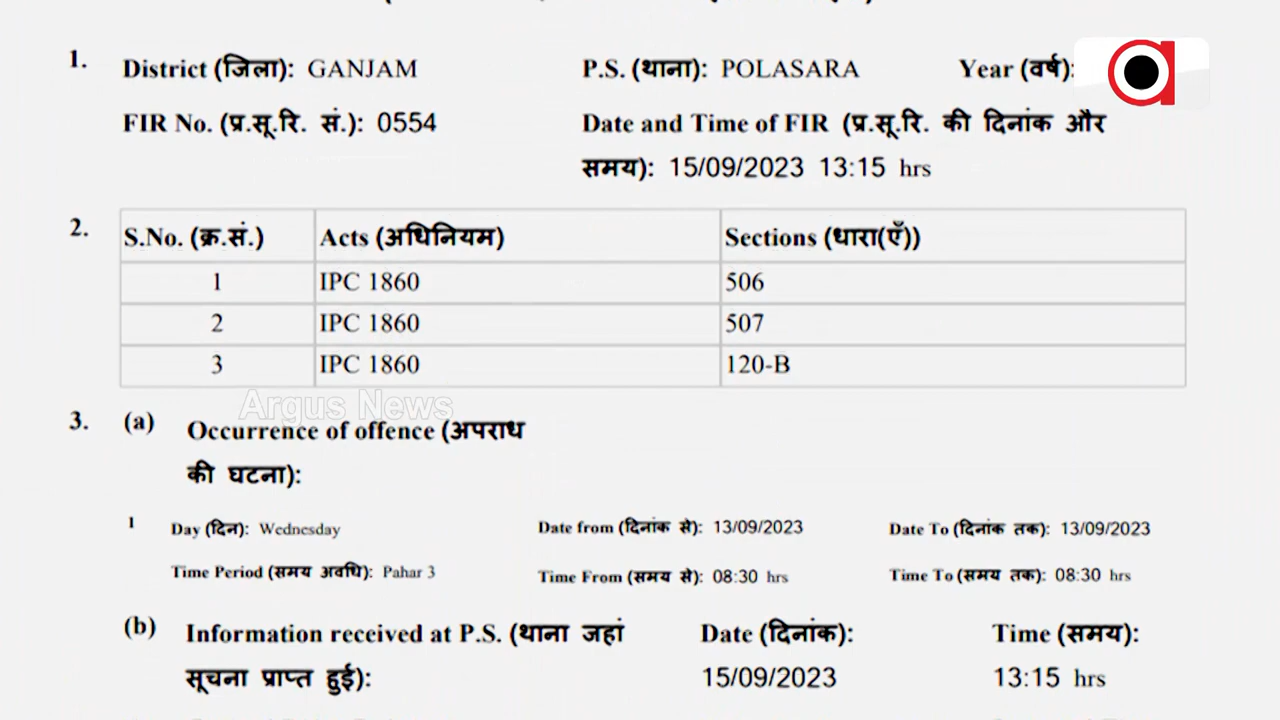 1. District (जिला): GANJAM P.S. (थाना): POLASARA Year (वर्ष):
FIR No. (प्र.सू.रि. सं.): 0554 Date and Time of FIR (प्र.सू.रि. की दिनांक और
समय): 15/09/2023 13:15 hrs
2. S.No. (क्र.सं.) Acts (अधिनियम) Sections (धारा(एँ))
1 IPC 1860 506
2 IPC 1860 507
3 IPC 1860 120-B
Argus News
3. (a) Occurrence of offence (अपराध
की घटना):
1 Day (दिन): Wednesday Date from (दिनांक से): 13/09/2023 Date To (दिनांक तक): 13/09/2023
Time Period (समय अवधि): Pahar 3 Time From (समय से): 08:30 hrs Time To (समय तक): 08:30 hrs
(b) Information received at P.S. (थाना जहां Date (दिनांक): Time (समय):
सूचना प्राप्त हुई): 15/09/2023 13:15 hrs